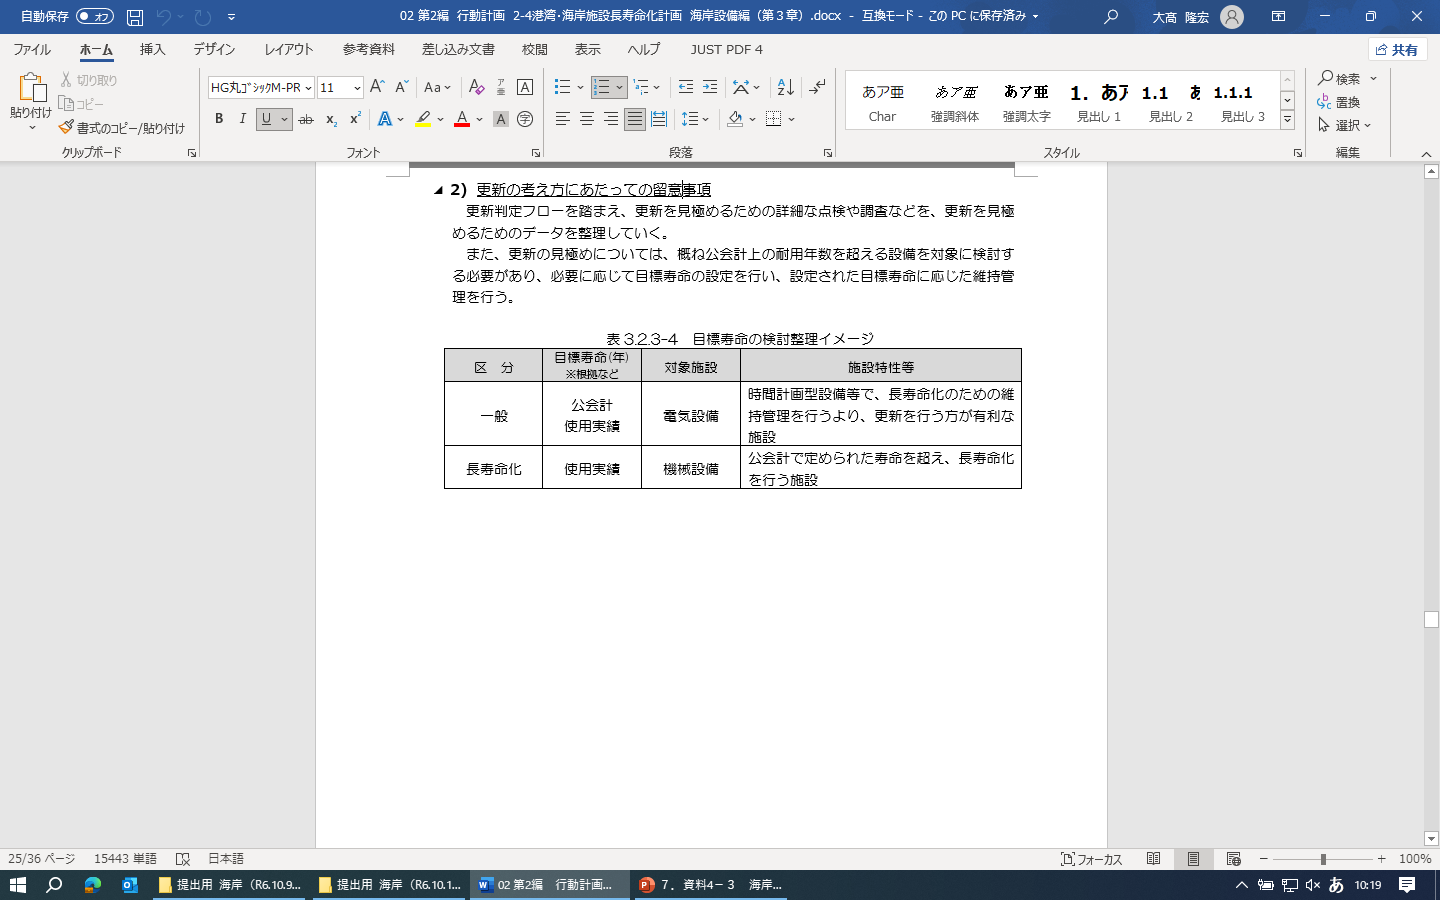 自動保存 オフ 02 第2編 行動計画 2-4港湾・海岸施設長寿命化計画 海岸設備編（第３章）.docx - 互換モード - この PC に保存済み 大髙 隆宏
ファイル ホーム 挿入 デザイン レイアウト 参考資料 差し込み文書 校閲 表示 ヘルプ JUST PDF 4 共有
貼り付け
切り取り
コピー
書式のコピー/貼り付け
クリップボード
HG丸ｺﾞｼｯｸM-PR 11
フォント
段落
あア亜 あア亜 あア亜 1. あア 1.1 あ 1.1.1
Char 強調斜体 強調太字 見出し 1 見出し 2 見出し 3
スタイル
検索
置換
選択
編集
2) 更新の考え方にあたっての留意事項
更新判定フローを踏まえ、更新を見極めるための詳細な点検や調査などを、更新を見極
めるためのデータを整理していく。
また、更新の見極めについては、概ね公会計上の耐用年数を超える設備を対象に検討す
る必要があり、必要に応じて目標寿命の設定を行い、設定された目標寿命に応じた維持管
理を行う。
表 3.2.3-4 目標寿命の検討整理イメージ
区 分 目標寿命(年) ※根拠など 対象施設 施設特性等
一般 公会計 使用実績 電気設備 時間計画型設備等で、長寿命化のための維
持管理を行うより、更新を行う方が有利な
施設
長寿命化 使用実績 機械設備 公会計で定められた寿命を超え、長寿命化
を行う施設
25/36 ページ 15443 単語 日本語 フォーカス 100%
提出用 海岸（R6.10.9... 提出用 海岸（R6.10.1... 02 第2編 行動計画... ７．資料4－３ 海岸... あ 10:19